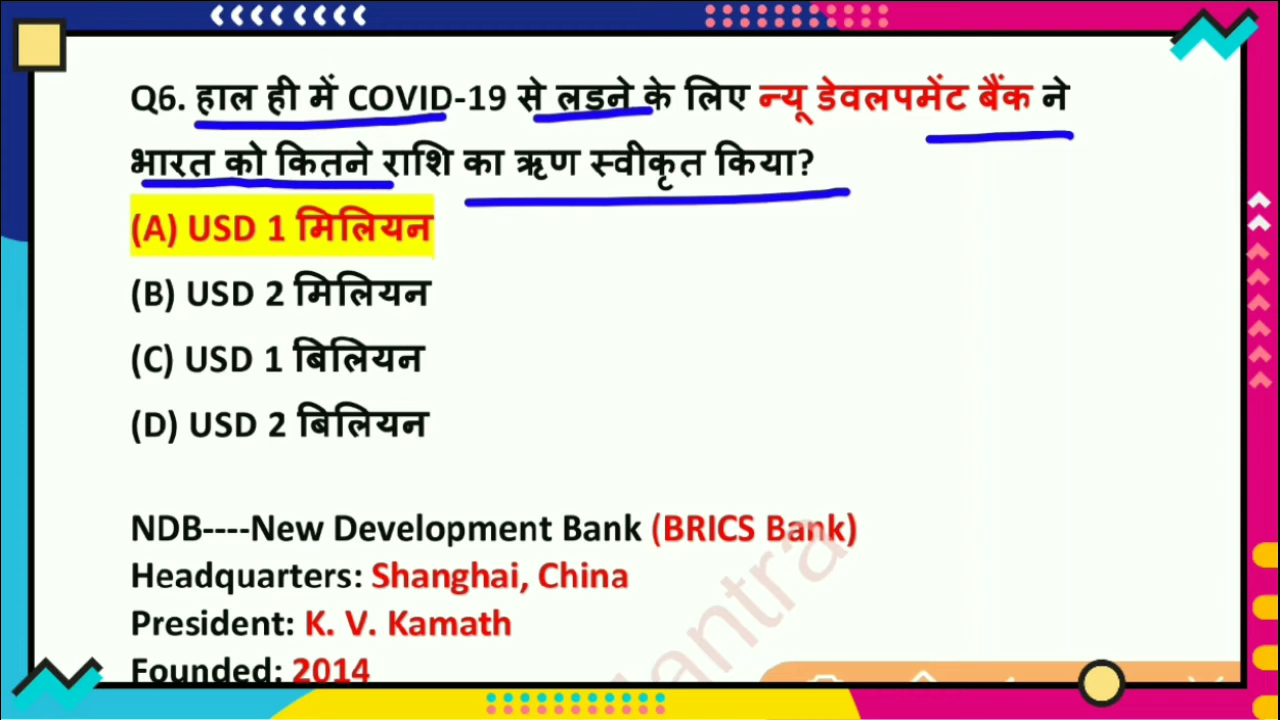 Q6. हाल ही में COVID-19 से लडने के लिए न्यू डेवलपमेंट बैंक ने
भारत को कितने राशि का ऋण स्वीकृत किया?
(A) USD 1 मिलियन
(B) USD 2 मिलियन
(C) USD 1 बिलियन
(D) USD 2 बिलियन
NDB----New Development Bank (BRICS Bank)
Headquarters: Shanghai, China
President: K. V. Kamath
Founded: 2014